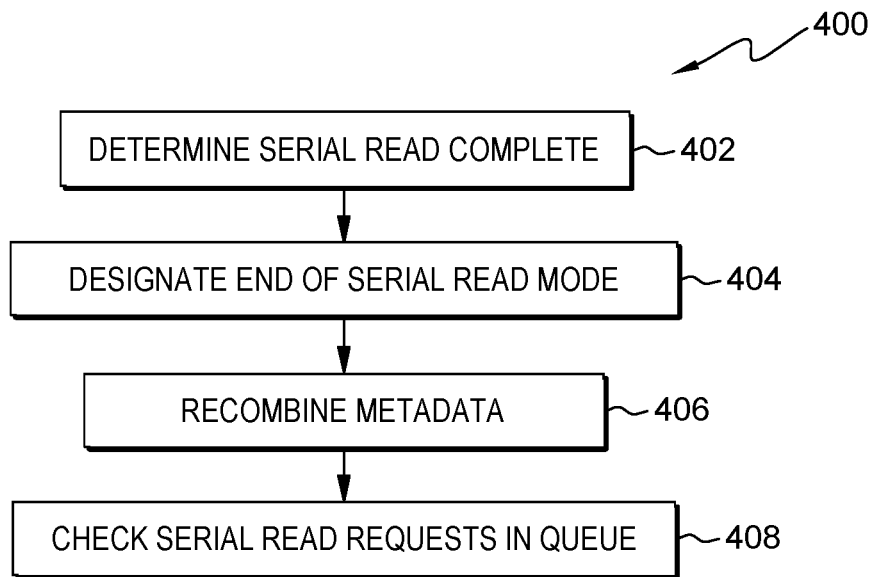 400
DETERMINE SERIAL READ COMPLETE 402
DESIGNATE END OF SERIAL READ MODE 404
RECOMBINE METADATA 406
CHECK SERIAL READ REQUESTS IN QUEUE 408